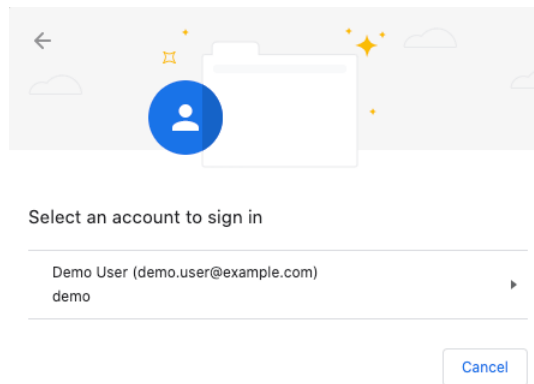 Select an account to sign in
Demo User (demo.user@example.com)
demo
Cancel